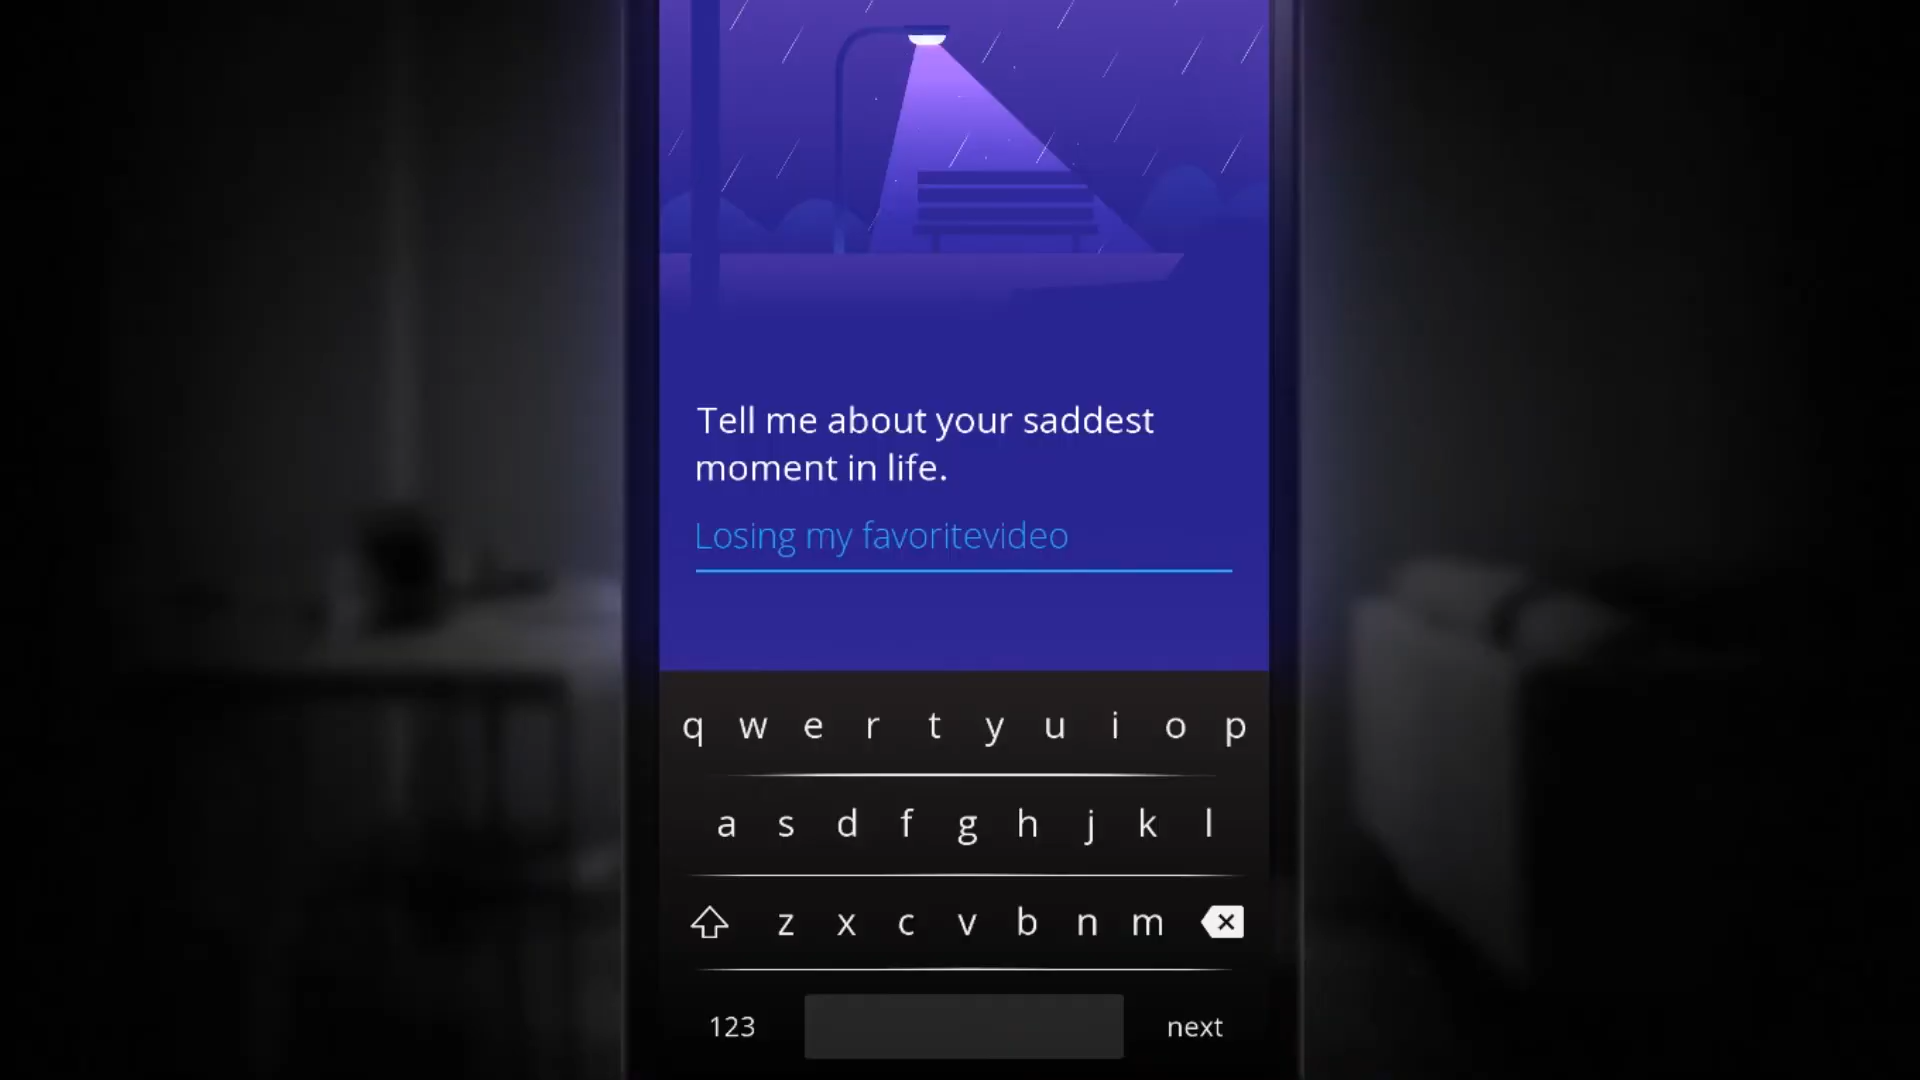 Tell me about your saddest
moment in life.
Losing my favoritevideo
q w e r t y u i o p
a s d f g h j k l
z x c v b n m
123 next